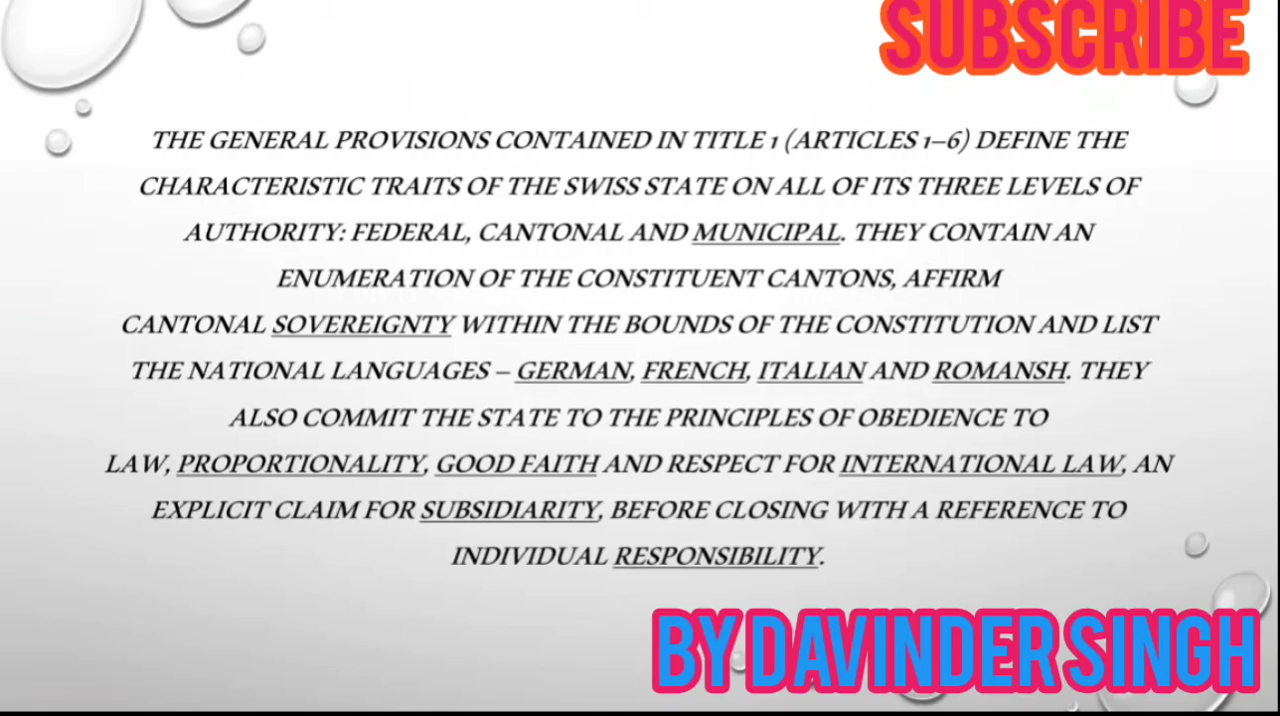 SUBSCRIBE
THE GENERAL PROVISIONS CONTAINED IN TITLE 1 (ARTICLES 1–6) DEFINE THE
CHARACTERISTIC TRAITS OF THE SWISS STATE ON ALL OF ITS THREE LEVELS OF
AUTHORITY: FEDERAL, CANTONAL AND MUNICIPAL. THEY CONTAIN AN
ENUMERATION OF THE CONSTITUENT CANTONS, AFFIRM
CANTONAL SOVEREIGNTY WITHIN THE BOUNDS OF THE CONSTITUTION AND LIST
THE NATIONAL LANGUAGES – GERMAN, FRENCH, ITALIAN AND ROMANSH. THEY
ALSO COMMIT THE STATE TO THE PRINCIPLES OF OBEDIENCE TO
LAW, PROPORTIONALITY, GOOD FAITH AND RESPECT FOR INTERNATIONAL LAW, AN
EXPLICIT CLAIM FOR SUBSIDIARITY, BEFORE CLOSING WITH A REFERENCE TO
INDIVIDUAL RESPONSIBILITY.
BY DAVINDER SINGH